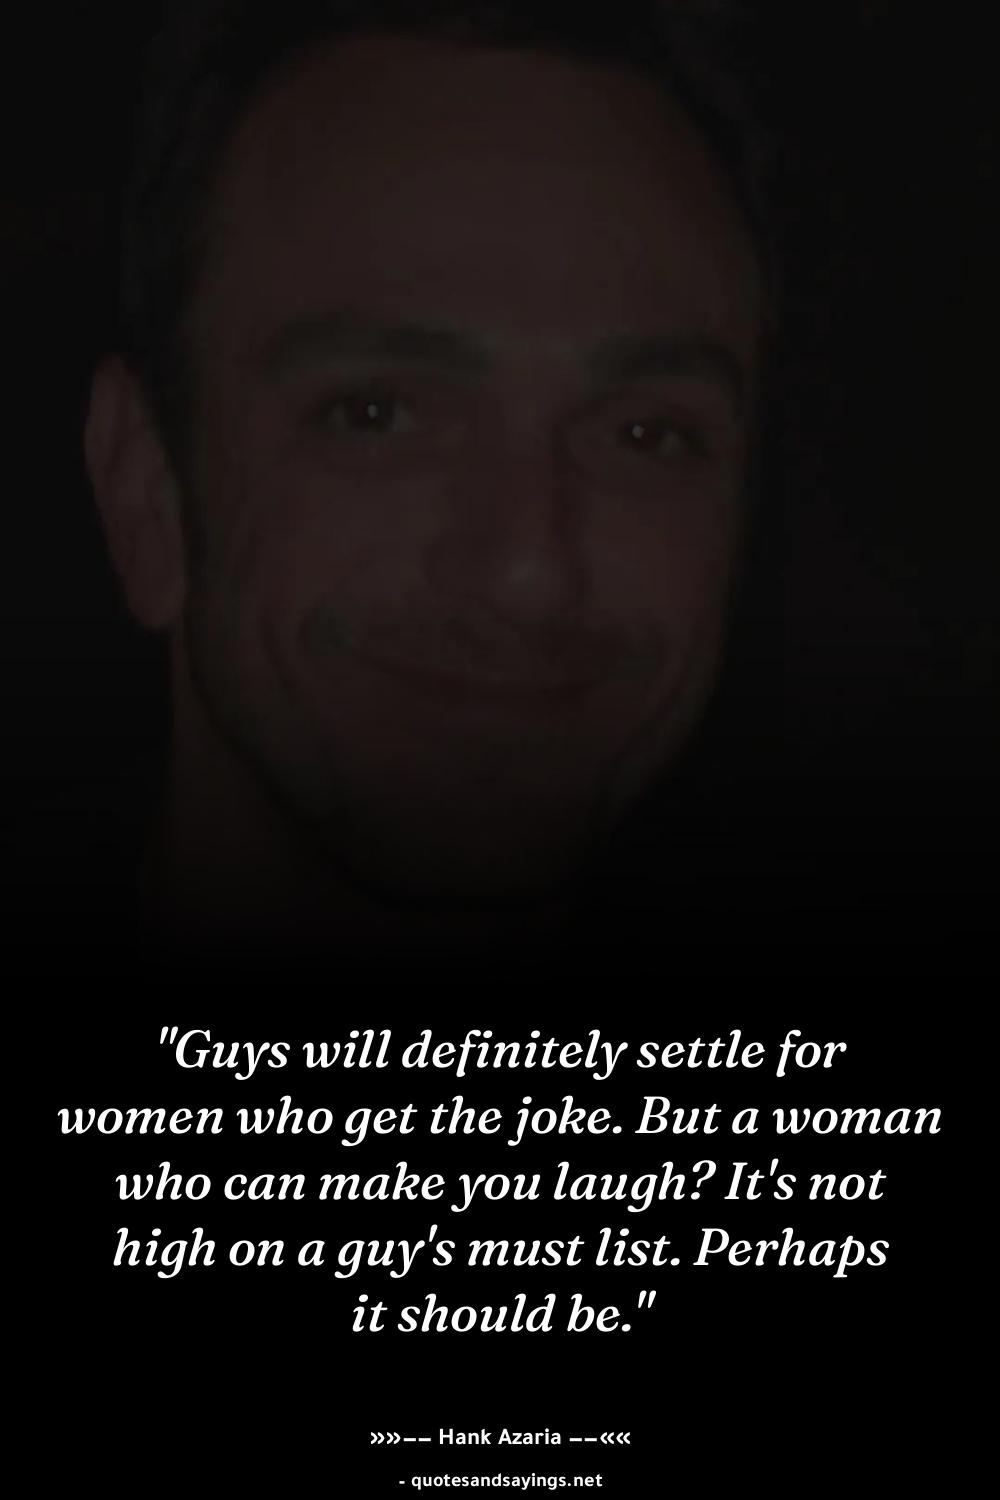 "Guys will definitely settle for
women who get the joke. But a woman
who can make you laugh? It's not
high on a guy's must list. Perhaps
it should be."
»»−− Hank Azaria −−««
- quotesandsayings.net